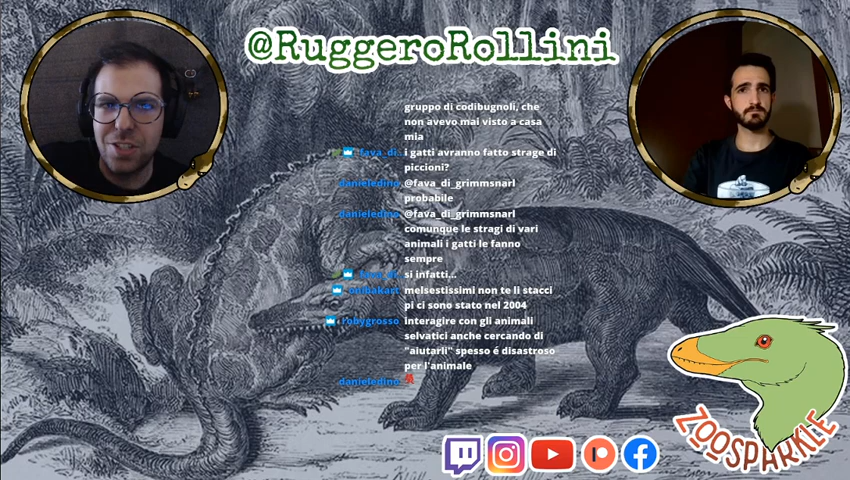 @RuggeroRollini
gruppo di codibugnoli, che
non avevo mai visto a casa
mia
fava_di_ i gatti avranno fatto strage di
piccioni?
danieledino @fava_di_grimmsnarl
probabile
danieledino @fava_di_grimmsnarl
comunque le stragi di vari
animali i gatti le fanno
sempre
fava_di_ si infatti...
melsestissimi non te li stacci
pi ci sono stato nel 2004
robygrosso interagire con gli animali
selvatici anche cercando di
"aiutarli" spesso é disastroso
per l'animale
danieledino
ZOOSPARKLE